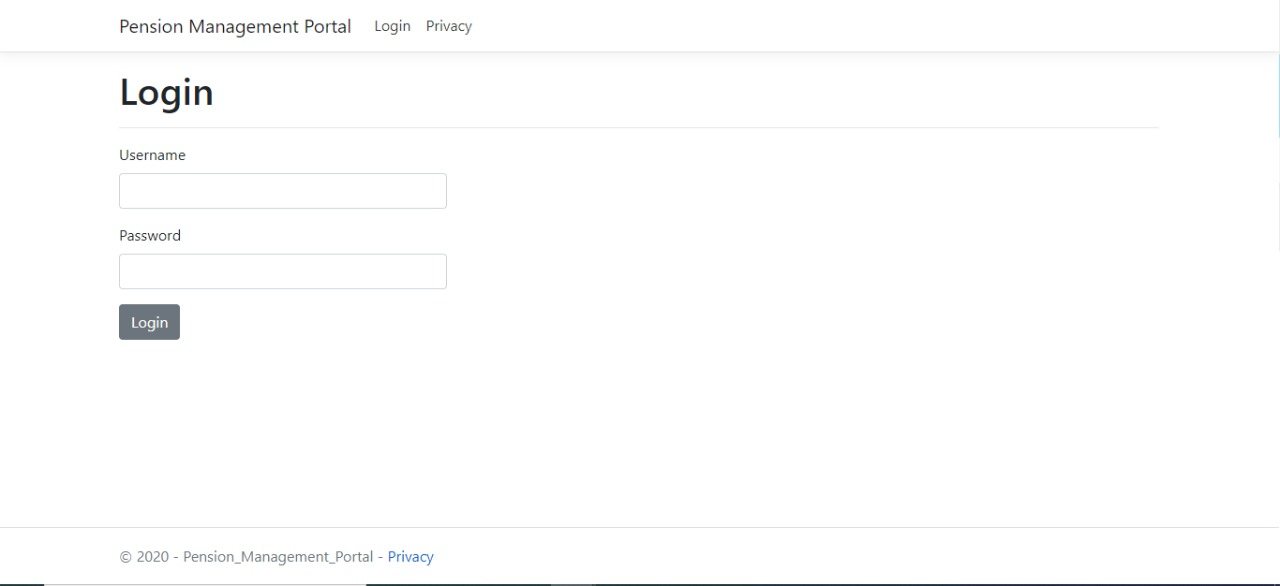 Pension Management Portal Login Privacy
Login
Username
Password
Login
© 2020 - Pension_Management_Portal - Privacy